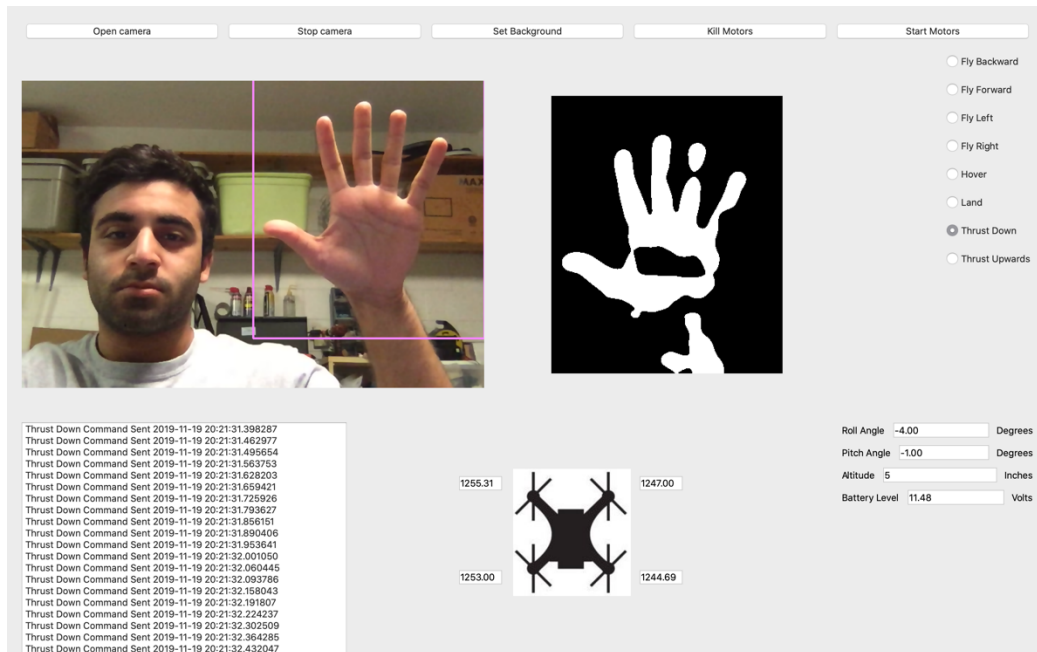 Open camera
Stop camera
Set Background
Kill Motors
Start Motors
Fly Backward
Fly Forward
Fly Left
Fly Right
Hover
Land
Thrust Down
Thrust Upwards
MAX
Thrust Down Command Sent 2019-11-19 20:21:31.398287
Thrust Down Command Sent 2019-11-19 20:21:31.462977
Thrust Down Command Sent 2019-11-19 20:21:31.495654
Thrust Down Command Sent 2019-11-19 20:21:31.563753
Thrust Down Command Sent 2019-11-19 20:21:31.628203
Thrust Down Command Sent 2019-11-19 20:21:31.659421
Thrust Down Command Sent 2019-11-19 20:21:31.725926
Thrust Down Command Sent 2019-11-19 20:21:31.793627
Thrust Down Command Sent 2019-11-19 20:21:31.856151
Thrust Down Command Sent 2019-11-19 20:21:31.890406
Thrust Down Command Sent 2019-11-19 20:21:31.953641
Thrust Down Command Sent 2019-11-19 20:21:32.001050
Thrust Down Command Sent 2019-11-19 20:21:32.060445
Thrust Down Command Sent 2019-11-19 20:21:32.093786
Thrust Down Command Sent 2019-11-19 20:21:32.158043
Thrust Down Command Sent 2019-11-19 20:21:32.191807
Thrust Down Command Sent 2019-11-19 20:21:32.224237
Thrust Down Command Sent 2019-11-19 20:21:32.302509
Thrust Down Command Sent 2019-11-19 20:21:32.364285
Thrust Down Command Sent 2019-11-19 20:21:32.432047
1255.31
1247.00
1253.00
1244.69
Roll Angle -4.00 Degrees
Pitch Angle -1.00 Degrees
Altitude 5 Inches
Battery Level 11.48 Volts